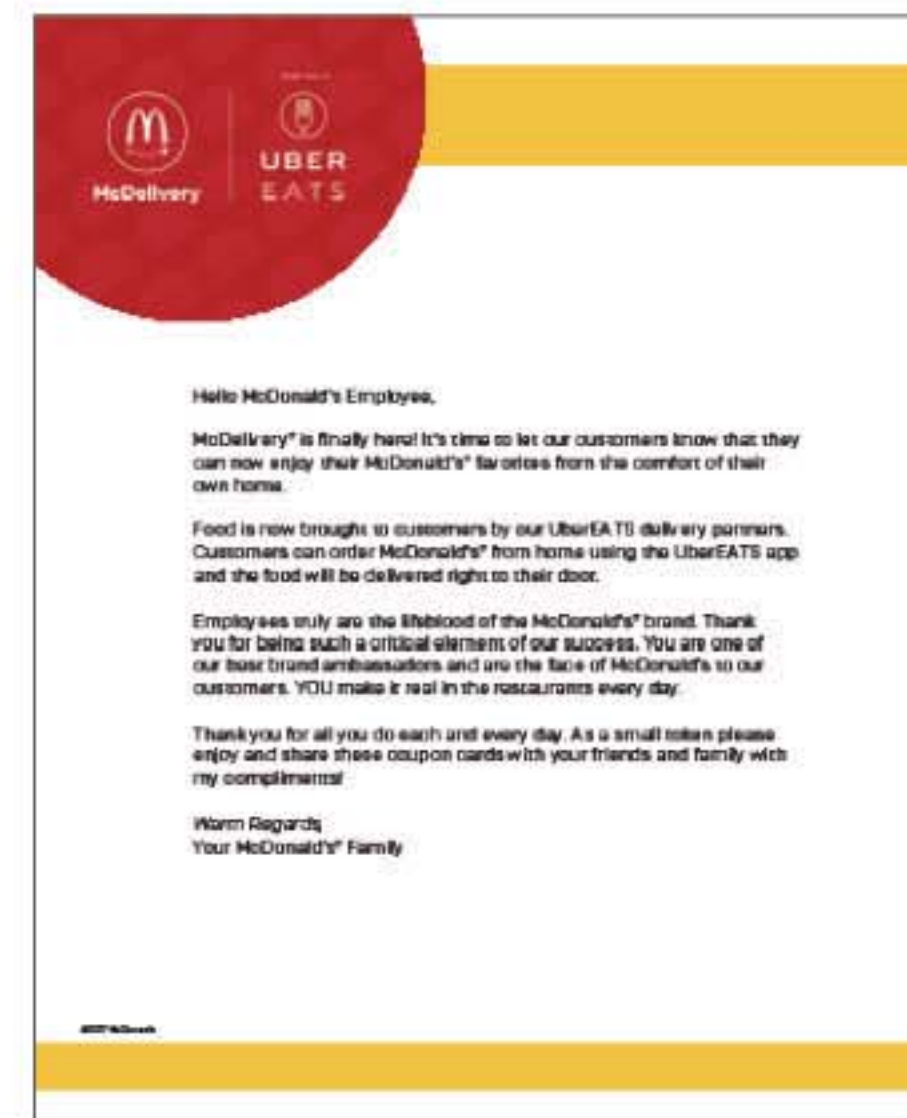 McDelivery
UBER
EATS
Hello McDonald's Employee,
McDelivery® is finally here! It's time to let our customers know that they
can now enjoy their McDonald's® favorites from the comfort of their
own home.
Food is now brought to customers by our UberEATS delivery partners.
Customers can order McDonald's® from home using the UberEATS app
and the food will be delivered right to their door.
Employees truly are the lifeblood of the McDonald's® brand. Thank
you for being such a critical element of our success. You are one of
our best brand ambassadors and are the face of McDonald's to our
customers. YOU make it real in the restaurants every day.
Thank you for all you do each and every day. As a small token please
enjoy and share these coupon cards with your friends and family with
my compliments!
Warm Regards,
Your McDonald's® Family
©2017 McDonald's